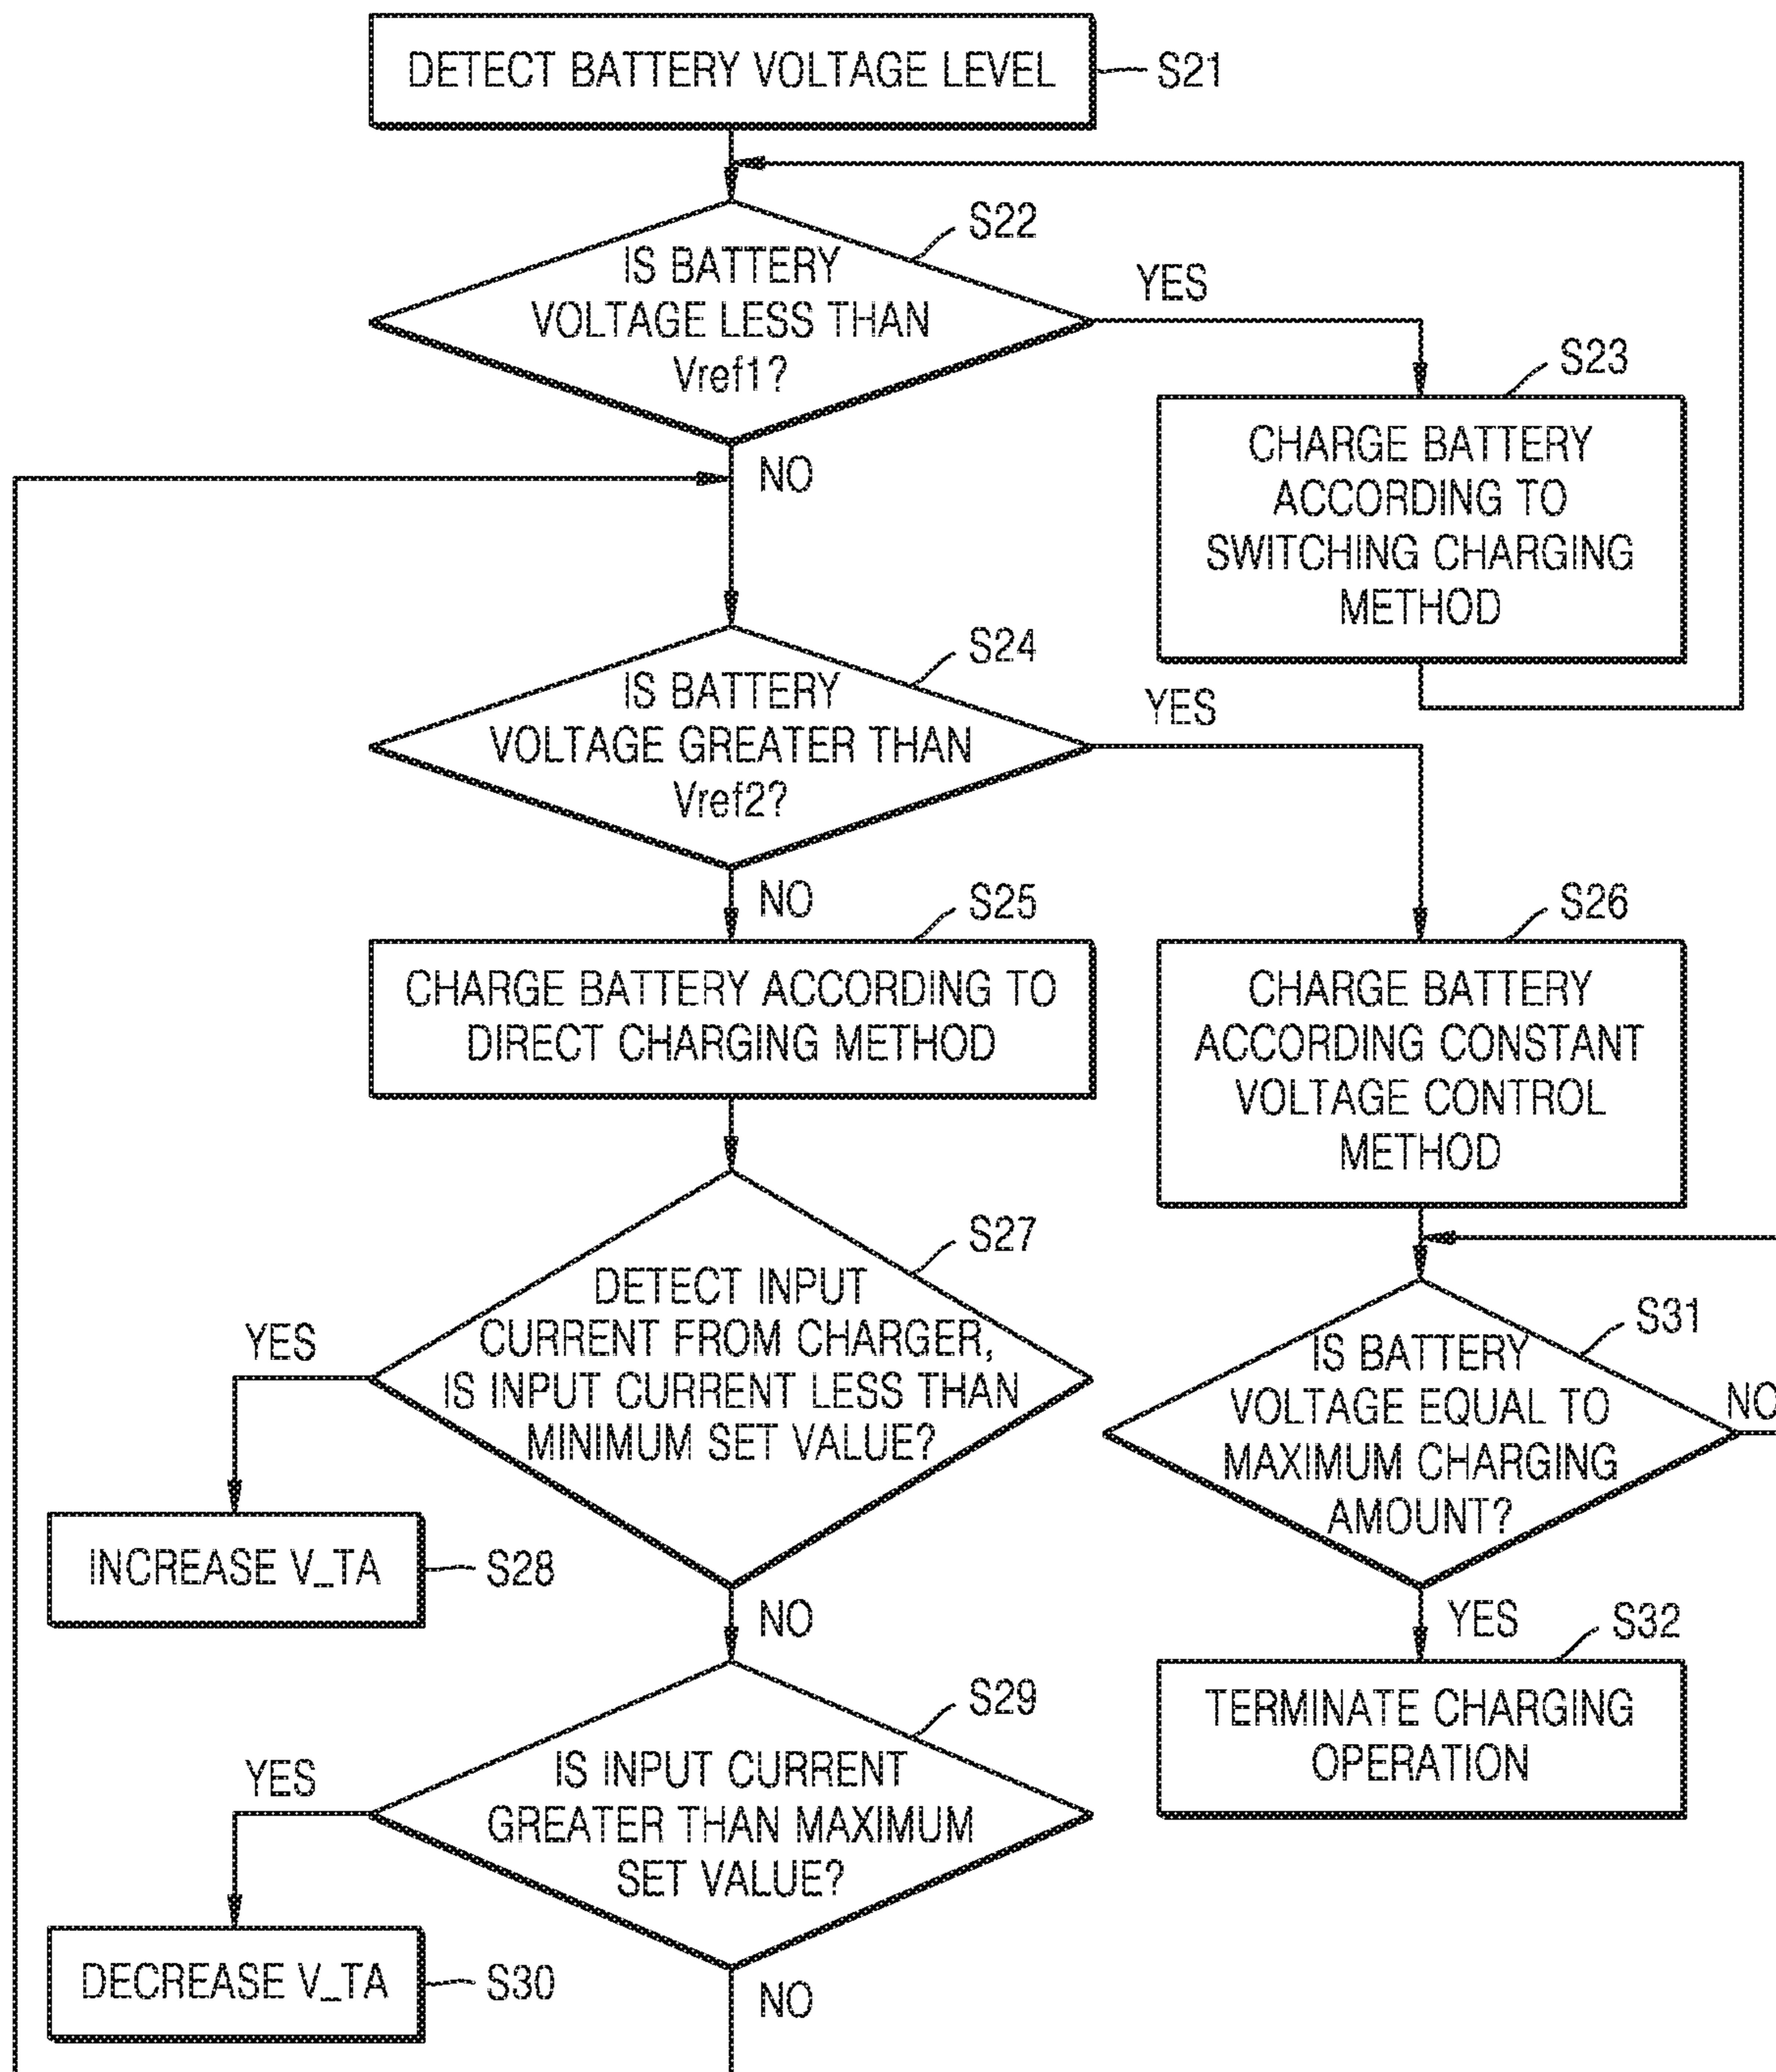 DETECT BATTERY VOLTAGE LEVEL
S21
S22
IS BATTERY
VOLTAGE LESS THAN
Vref1?
YES
NO
S23
CHARGE BATTERY
ACCORDING TO
SWITCHING CHARGING
METHOD
S24
IS BATTERY
VOLTAGE GREATER THAN
Vref2?
YES
NO
S25
CHARGE BATTERY ACCORDING TO
DIRECT CHARGING METHOD
S26
CHARGE BATTERY
ACCORDING CONSTANT
VOLTAGE CONTROL
METHOD
S27
DETECT INPUT
CURRENT FROM CHARGER,
IS INPUT CURRENT LESS THAN
MINIMUM SET VALUE?
YES
INCREASE V_TA
S28
NO
S31
IS BATTERY
VOLTAGE EQUAL TO
MAXIMUM CHARGING
AMOUNT?
NO
YES
S32
TERMINATE CHARGING
OPERATION
S29
IS INPUT CURRENT
GREATER THAN MAXIMUM
SET VALUE?
YES
DECREASE V_TA
S30
NO